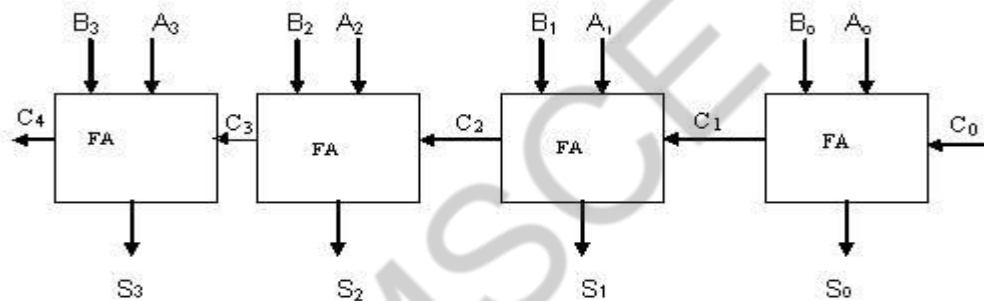 B₃ A₃ B₂ A₂ B₁ A₁ B₀ A₀
C₄ C₃ C₂ C₁ C₀
FA FA FA FA
S₃ S₂ S₁ S₀
MSCE